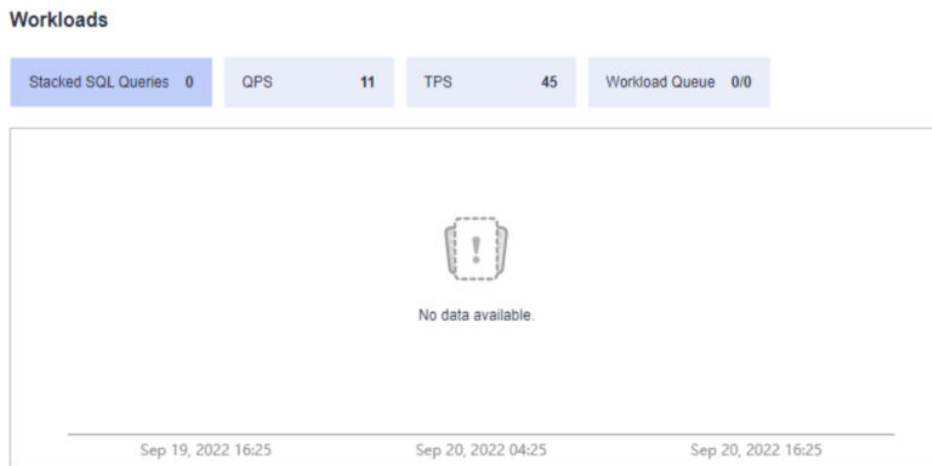 Workloads
Stacked SQL Queries 0 QPS 11 TPS 45 Workload Queue 0/0
!
No data available.
Sep 19, 2022 16:25 Sep 20, 2022 04:25 Sep 20, 2022 16:25